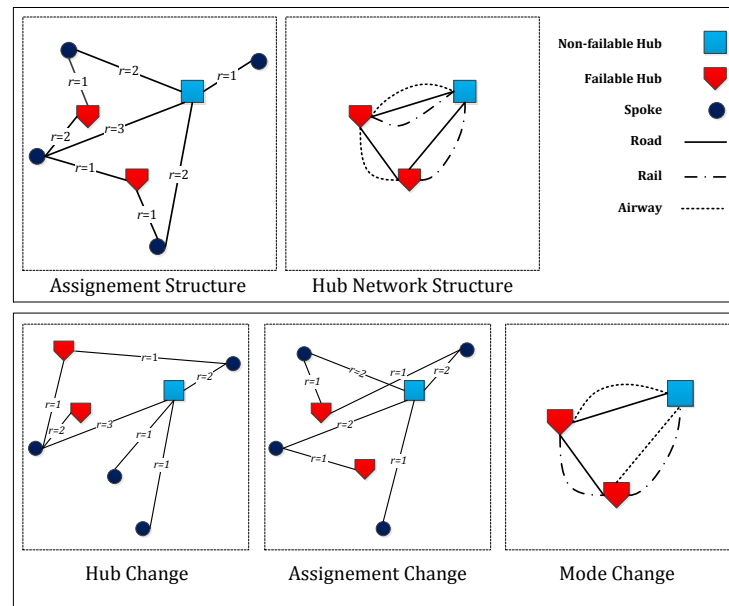 r=2
r=1
r=1
r=2
r=3
r=1
r=2
r=1
Assignement Structure
Hub Network Structure
Non-failable Hub
Failable Hub
Spoke
Road
Rail
Airway
r=1
r=2
r=1
r=2
r=3
r=1
r=1
Hub Change
r=2
r=1
r=2
r=1
r=2
r=1
r=1
Assignement Change
Mode Change